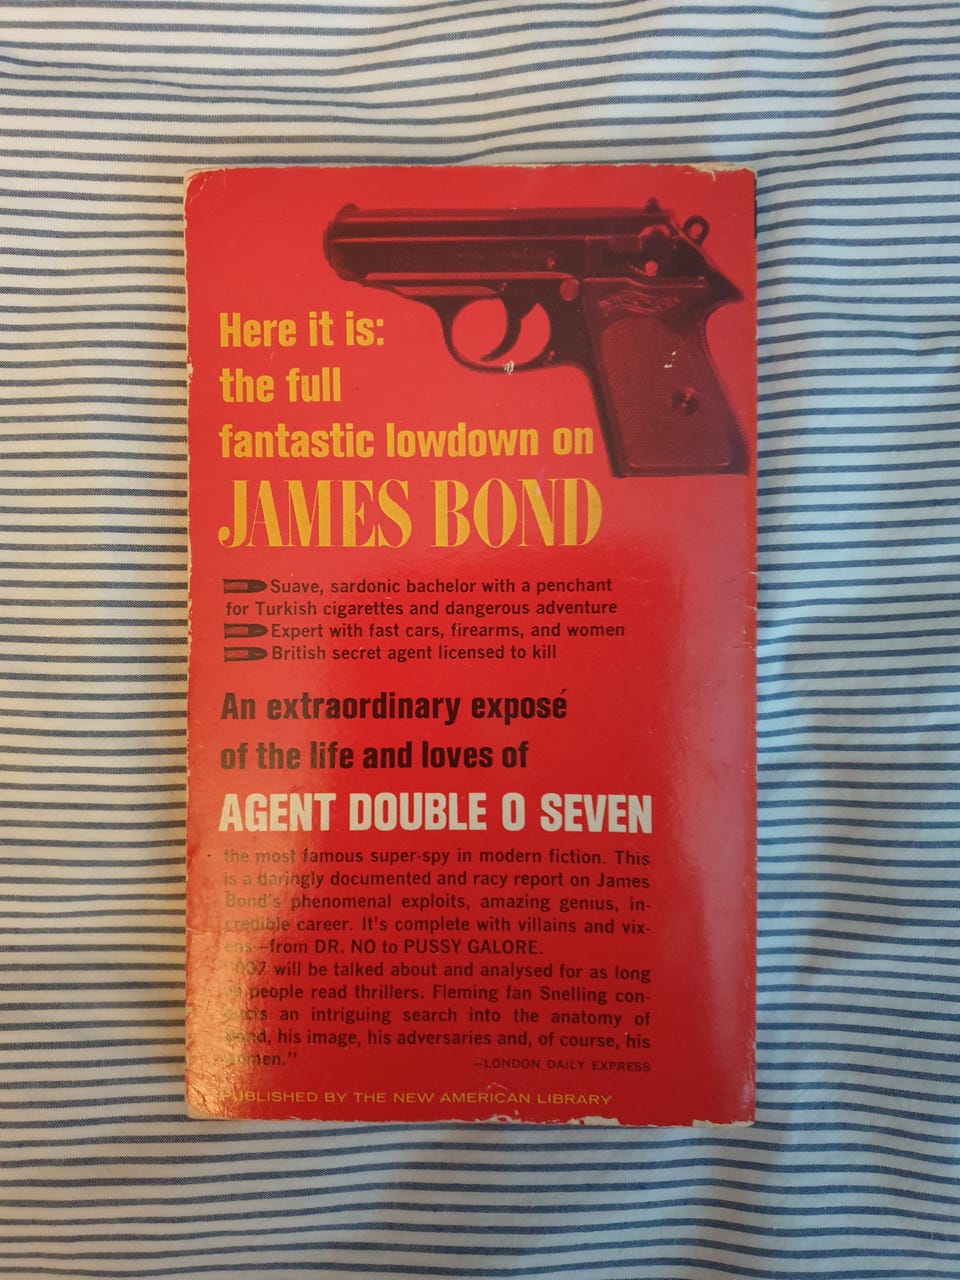 Here it is:
the full
fantastic lowdown on
JAMES BOND
Suave, sardonic bachelor with a penchant
for Turkish cigarettes and dangerous adventure
Expert with fast cars, firearms, and women
British secret agent licensed to kill
An extraordinary exposé
of the life and loves of
AGENT DOUBLE O SEVEN
the most famous super-spy in modern fiction. This
is a daringly documented and racy report on James
Bond's phenomenal exploits, amazing genius, in-
credible career. It's complete with villains and vix-
ens—from DR. NO to PUSSY GALORE.
"007 will be talked about and analysed for as long
as people read thrillers. Fleming fan Snelling con-
ducts an intriguing search into the anatomy of
Bond, his image, his adversaries and, of course, his
women."
—LONDON DAILY EXPRESS
PUBLISHED BY THE NEW AMERICAN LIBRARY